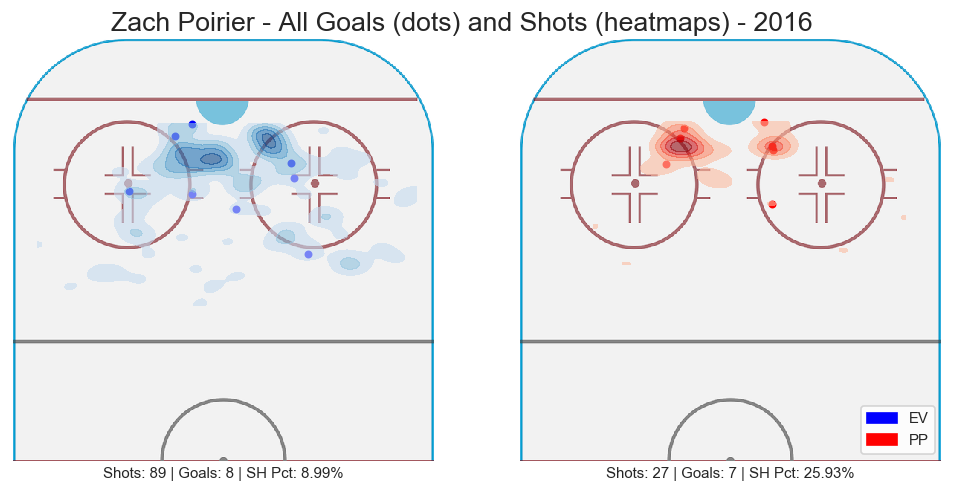 Zach Poirier - All Goals (dots) and Shots (heatmaps) - 2016
EV
PP
Shots: 89 | Goals: 8 | SH Pct: 8.99%
Shots: 27 | Goals: 7 | SH Pct: 25.93%